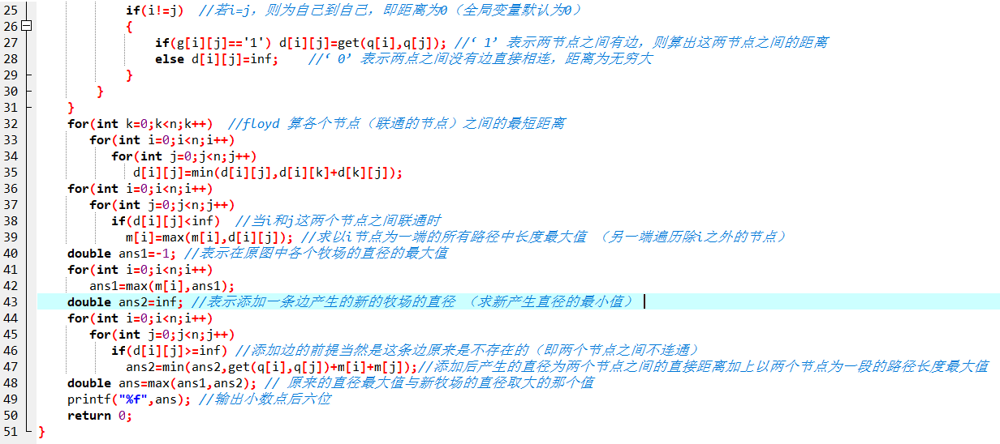 25 if(i!=j) //若i=j，则为自己到自己，即距离为0（全局变量默认为0）
26 {
27 if(g[i][j]=='1') d[i][j]=get(q[i],q[j]); //‘1’表示两节点之间有边，则算出这两节点之间的距离
28 else d[i][j]=inf; //‘0’表示两点之间没有边直接相连，距离为无穷大
29 }
30 }
31 }
32 for(int k=0;k<n;k++) //floyd 算各个节点（联通的节点）之间的最短距离
33 for(int i=0;i<n;i++)
34 for(int j=0;j<n;j++)
35 d[i][j]=min(d[i][j],d[i][k]+d[k][j]);
36 for(int i=0;i<n;i++)
37 for(int j=0;j<n;j++)
38 if(d[i][j]<inf) //当i和j这两个节点之间联通时
39 m[i]=max(m[i],d[i][j]); //求以i节点为一端的所有路径中长度最大值 （另一端遍历除i之外的节点）
40 double ans1=-1; //表示在原图中各个牧场的直径的最大值
41 for(int i=0;i<n;i++)
42 ans1=max(m[i],ans1);
43 double ans2=inf; //表示添加一条边产生的新的牧场的直径 （求新产生直径的最小值）
44 for(int i=0;i<n;i++)
45 for(int j=0;j<n;j++)
46 if(d[i][j]>=inf) //添加边的前提当然是这条边原来是不存在的（即两个节点之间不连通）
47 ans2=min(ans2,get(q[i],q[j])+m[i]+m[j]);//添加后产生的直径为两个节点之间的直接距离加上以两个节点为一段的路径长度最大值
48 double ans=max(ans1,ans2); // 原来的直径最大值与新牧场的直径取大的那个值
49 printf("%f",ans); //输出小数点后六位
50 return 0;
51 }